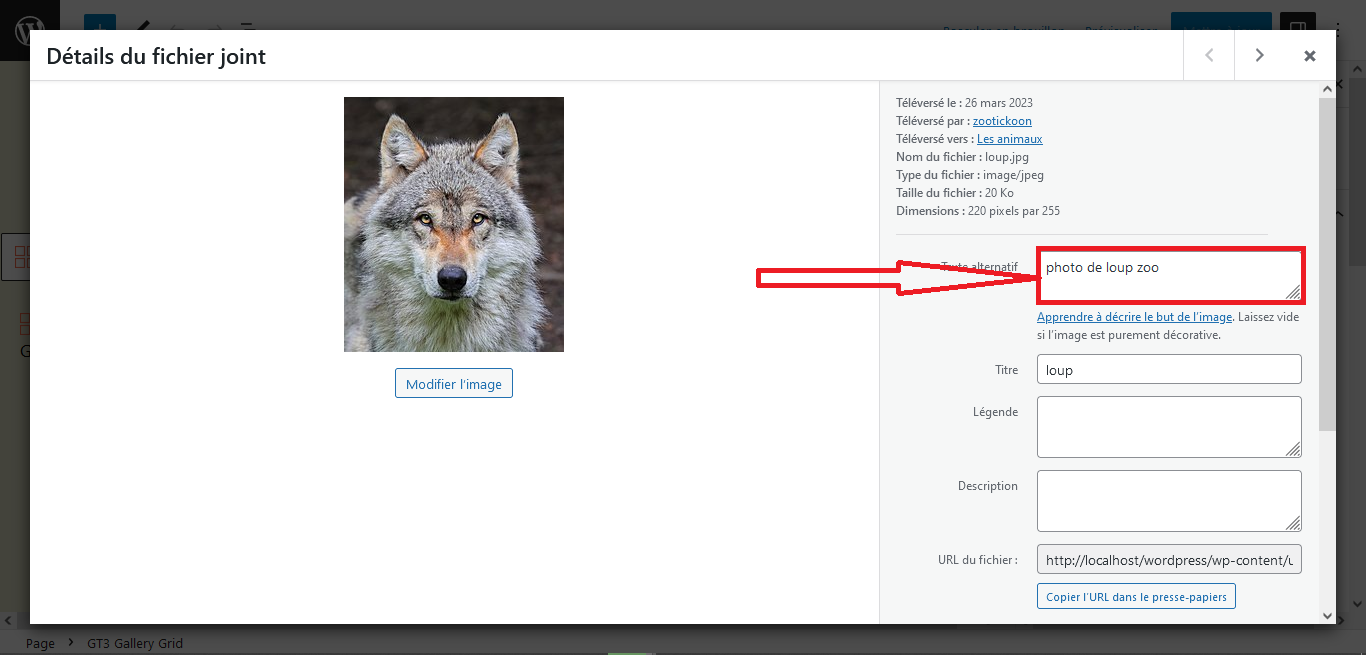 Détails du fichier joint
Téléversé le : 26 mars 2023
Téléversé par : zootickoon
Téléversé vers : Les animaux
Nom du fichier : loup.jpg
Type du fichier : image/jpeg
Taille du fichier : 20 Ko
Dimensions : 220 pixels par 255
Texte alternatif
photo de loup zoo
Apprendre à décrire le but de l'image. Laissez vide
si l'image est purement décorative.
Modifier l'image
Titre
loup
Légende
Description
URL du fichier :
http://localhost/wordpress/wp-content/u
Copier l'URL dans le presse-papiers
Page
GT3 Gallery Grid